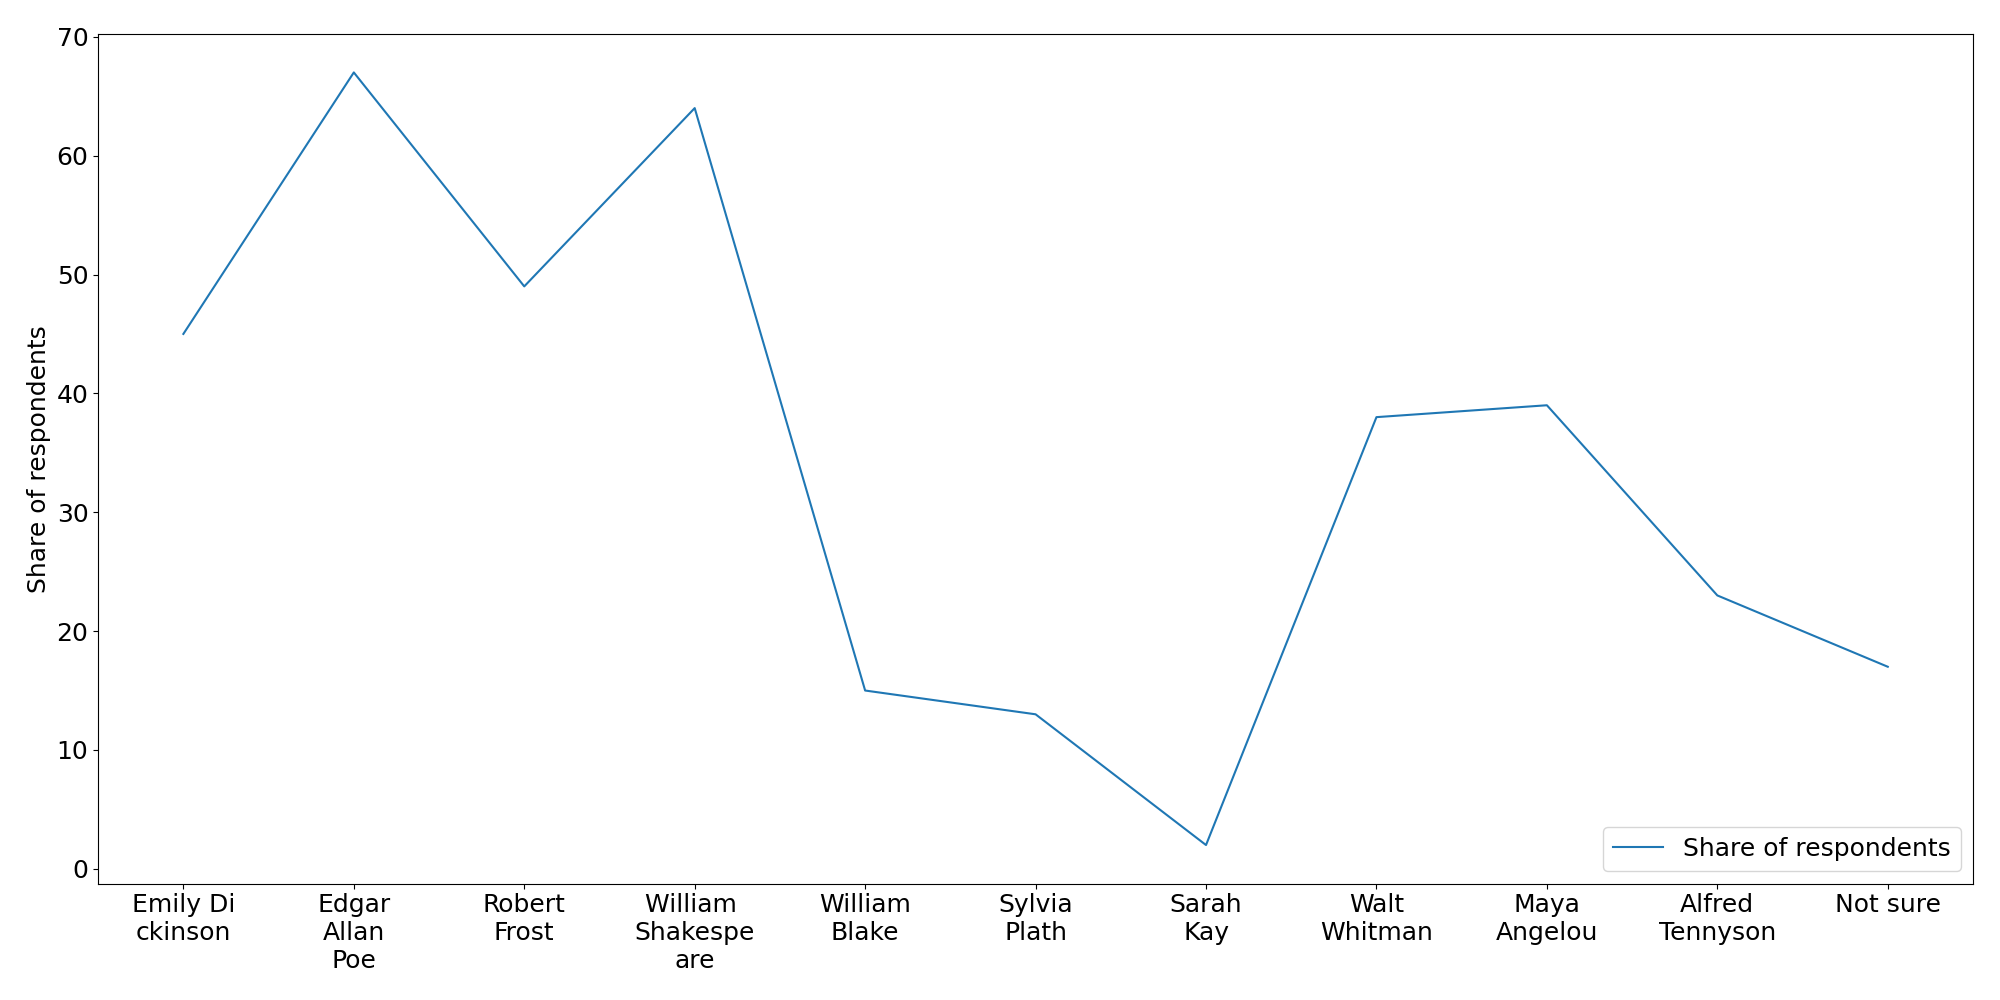 Share of respondents
70
60
50
40
30
20
10
0
Emily Di
ckinson
Edgar
Allan
Poe
Robert
Frost
William
Shakespe
are
William
Blake
Sylvia
Plath
Sarah
Kay
Walt
Whitman
Maya
Angelou
Alfred
Tennyson
Not sure
Share of respondents